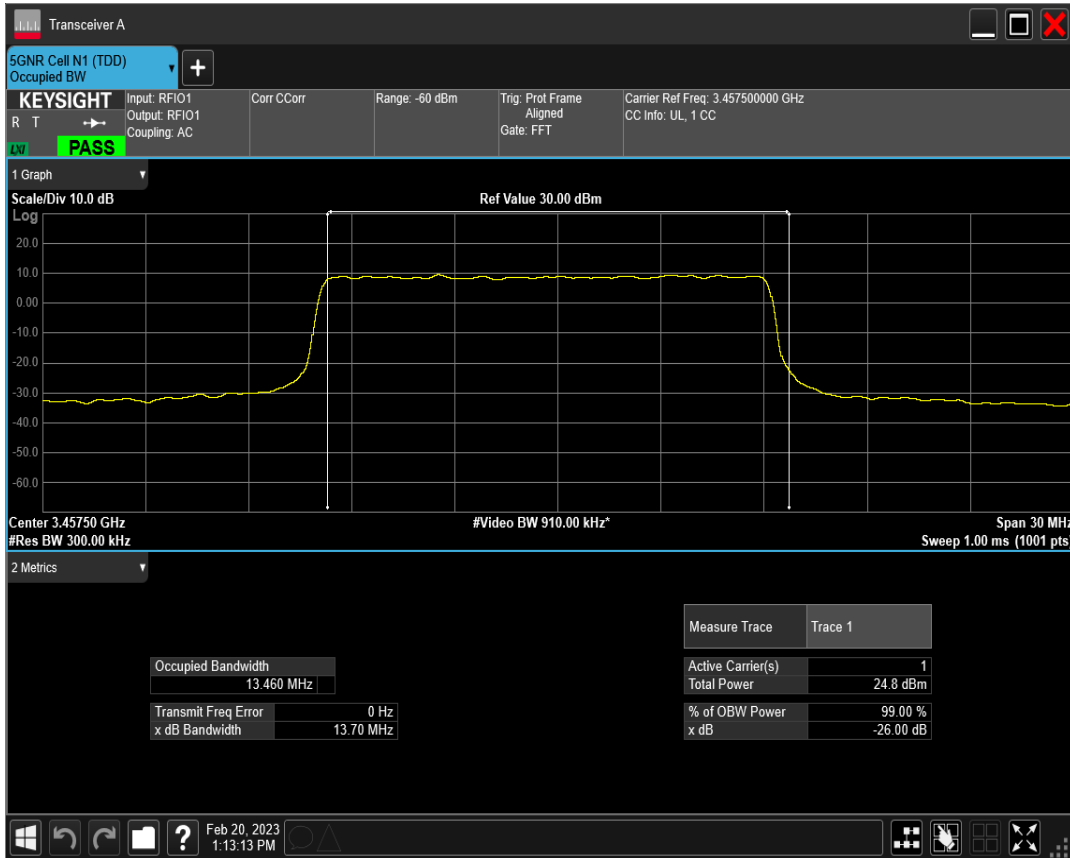 Transceiver A
5GNR Cell N1 (TDD)
Occupied BW
+
KEYSIGHT
R T
LXI
PASS
Input: RFIO1
Output: RFIO1
Coupling: AC
Corr CCorr
Range: -60 dBm
Trig: Prot Frame
Aligned
Gate: FFT
Carrier Ref Freq: 3.457500000 GHz
CC Info: UL, 1 CC
1 Graph
Scale/Div 10.0 dB
Ref Value 30.00 dBm
Log
20.0
10.0
0.00
-10.0
-20.0
-30.0
-40.0
-50.0
-60.0
Center 3.45750 GHz
#Video BW 910.00 kHz*
Span 30 MHz
#Res BW 300.00 kHz
Sweep 1.00 ms (1001 pts)
2 Metrics
Measure Trace Trace 1
Occupied Bandwidth
13.460 MHz
Transmit Freq Error 0 Hz
x dB Bandwidth 13.70 MHz
Active Carrier(s) 1
Total Power 24.8 dBm
% of OBW Power 99.00 %
x dB -26.00 dB
?
Feb 20, 2023
1:13:13 PM